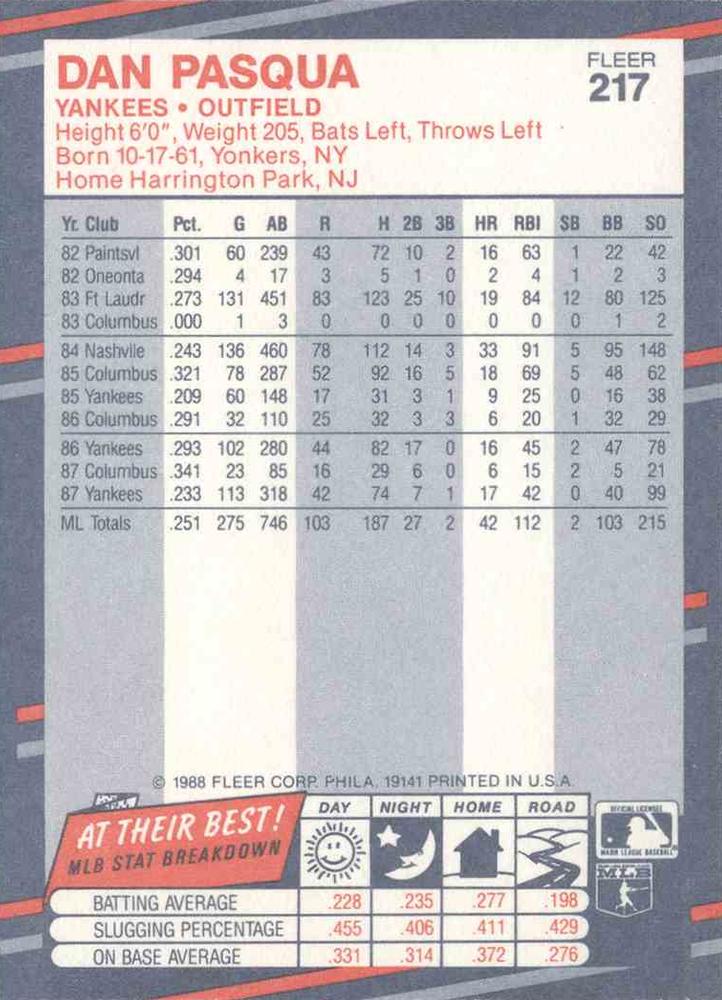 DAN PASQUA
FLEER
217
YANKEES • OUTFIELD
Height 6'0", Weight 205, Bats Left, Throws Left
Born 10-17-61, Yonkers, NY
Home Harrington Park, NJ
Yr. Club Pct. G AB R H 2B 3B HR RBI SB BB SO
82 Paintsvl .301 60 239 43 72 10 2 16 63 1 22 42
82 Oneonta .294 4 17 3 5 1 0 2 4 1 2 3
83 Ft Laudr .273 131 451 83 123 25 10 19 84 12 80 125
83 Columbus .000 1 3 0 0 0 0 0 0 0 1 2
84 Nashvile .243 136 460 78 112 14 3 33 91 5 95 148
85 Columbus .321 78 287 52 92 16 5 18 69 5 48 62
85 Yankees .209 60 148 17 31 3 1 9 25 0 16 38
86 Columbus .291 32 110 25 32 3 3 6 20 1 32 29
86 Yankees .293 102 280 44 82 17 0 16 45 2 47 78
87 Columbus .341 23 85 16 29 6 0 6 15 2 5 21
87 Yankees .233 113 318 42 74 7 1 17 42 0 40 99
ML Totals .251 275 746 103 187 27 2 42 112 2 103 215
© 1988 FLEER CORP. PHILA. 19141 PRINTED IN U.S.A.
AT THEIR BEST!
MLB STAT BREAKDOWN
DAY NIGHT HOME ROAD
OFFICIAL LICENSEE
MAJOR LEAGUE BASEBALL
MLB
BATTING AVERAGE .228 .235 .277 .198
SLUGGING PERCENTAGE .455 .406 .411 .429
ON BASE AVERAGE .331 .314 .372 .276